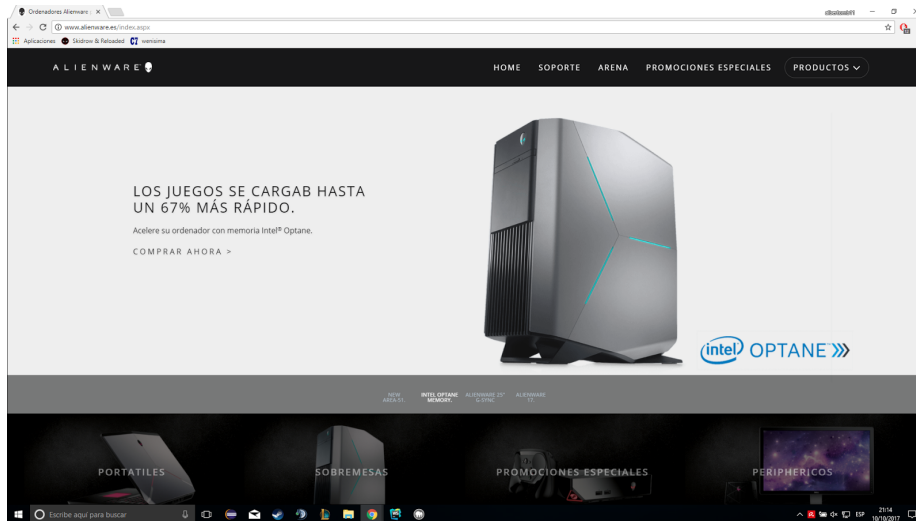 Ordenadores Alienware
www.alienware.es/index.aspx
Aplicaciones Skidrow & Reloaded wenisima
ALIENWARE
HOME SOPORTE ARENA PROMOCIONES ESPECIALES PRODUCTOS
LOS JUEGOS SE CARGAB HASTA
UN 67% MÁS RÁPIDO.
Acelere su ordenador con memoria Intel® Optane.
COMPRAR AHORA >
intel OPTANE
NEW INTEL OPTANE ALIENWARE 25" ALIENWARE
AREA 51. MEMORY. G-SYNC 17
PORTATILES SOBREMESAS PROMOCIONES ESPECIALES PERIPHERICOS
Escribe aquí para buscar
ESP
21:14
10/10/2017